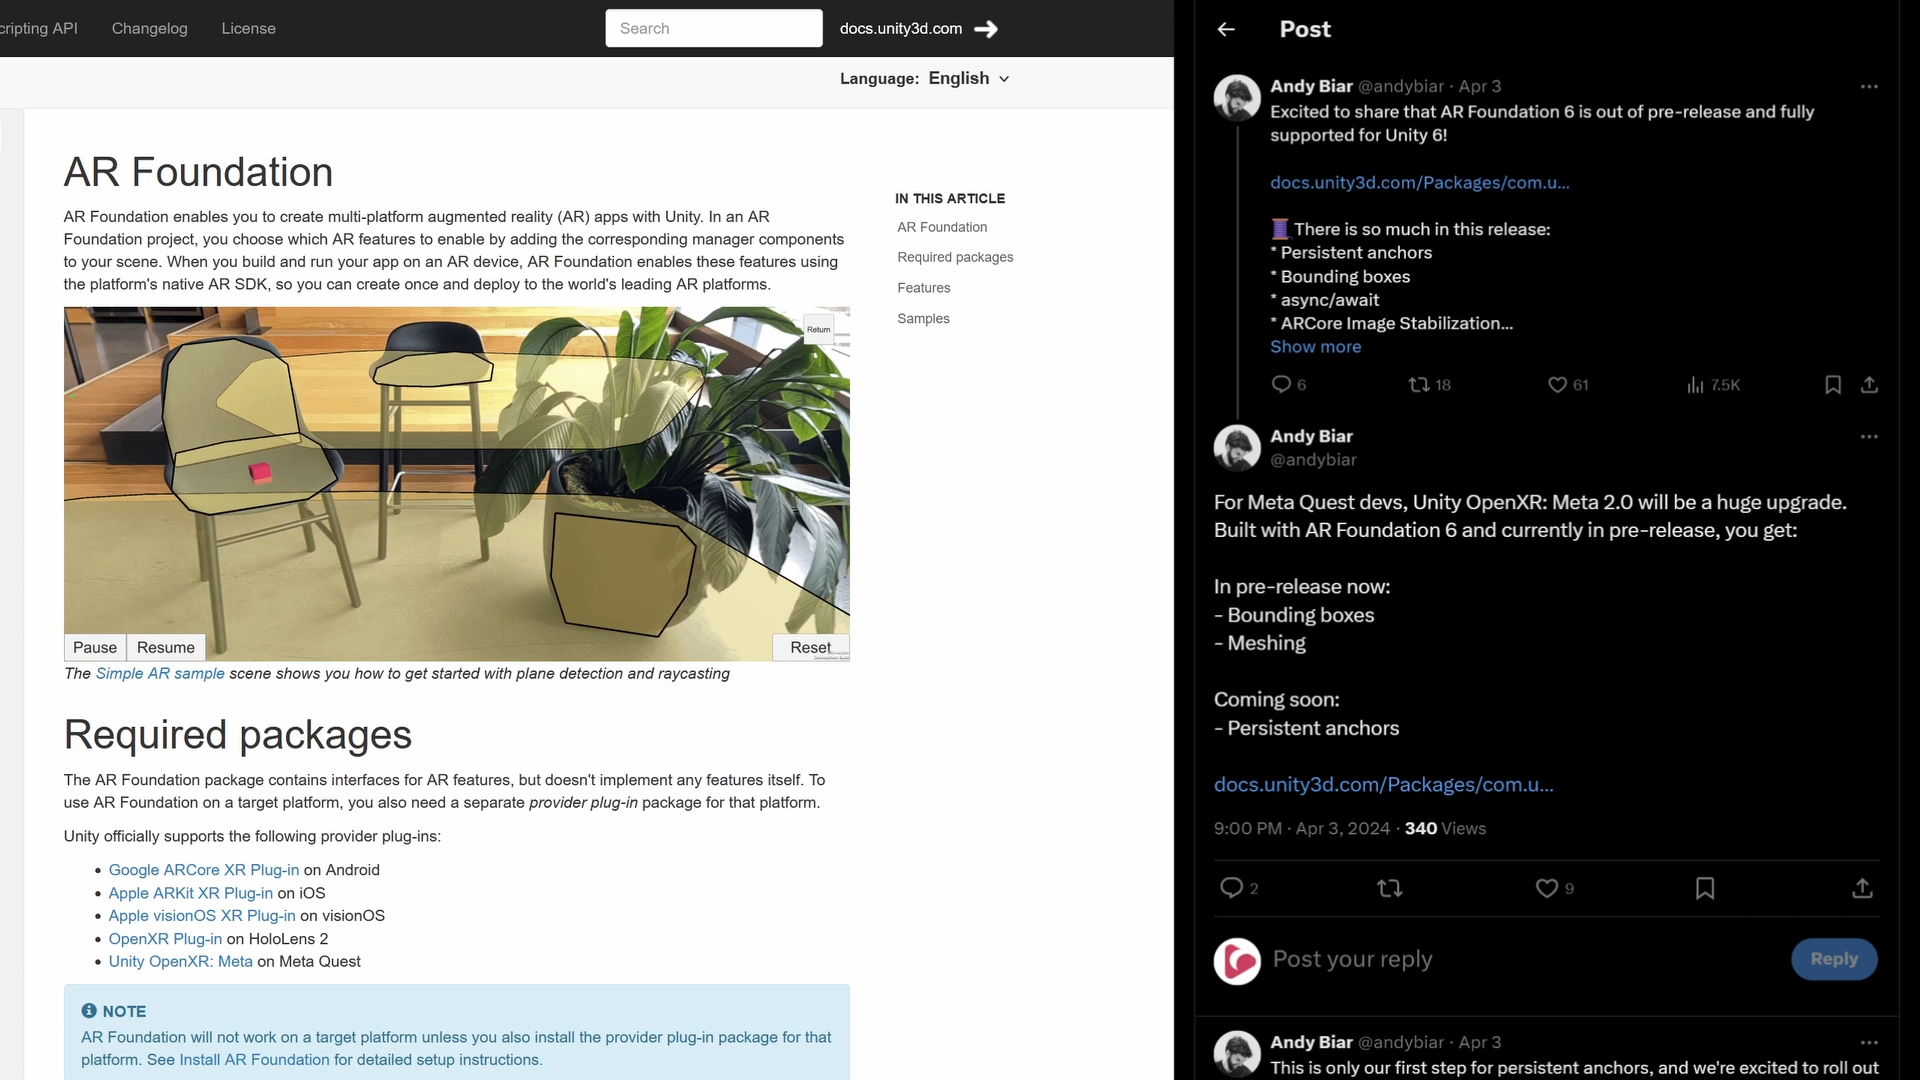 cripting API
Changelog
License
Search
docs.unity3d.com
Language: English
AR Foundation
AR Foundation enables you to create multi-platform augmented reality (AR) apps with Unity. In an AR
Foundation project, you choose which AR features to enable by adding the corresponding manager components
to your scene. When you build and run your app on an AR device, AR Foundation enables these features using
the platform's native AR SDK, so you can create once and deploy to the world's leading AR platforms.
Return
Pause
Resume
Reset
The Simple AR sample scene shows you how to get started with plane detection and raycasting
Required packages
The AR Foundation package contains interfaces for AR features, but doesn't implement any features itself. To
use AR Foundation on a target platform, you also need a separate provider plug-in package for that platform.
Unity officially supports the following provider plug-ins:
• Google ARCore XR Plug-in on Android
• Apple ARKit XR Plug-in on iOS
• Apple visionOS XR Plug-in on visionOS
• OpenXR Plug-in on HoloLens 2
• Unity OpenXR: Meta on Meta Quest
NOTE
AR Foundation will not work on a target platform unless you also install the provider plug-in package for that
platform. See Install AR Foundation for detailed setup instructions.
IN THIS ARTICLE
AR Foundation
Required packages
Features
Samples
Post
Andy Biar @andybiar · Apr 3
Excited to share that AR Foundation 6 is out of pre-release and fully
supported for Unity 6!
docs.unity3d.com/Packages/com.u...
There is so much in this release:
* Persistent anchors
* Bounding boxes
* async/await
* ARCore Image Stabilization...
Show more
6
18
61
7.5K
Andy Biar
@andybiar
For Meta Quest devs, Unity OpenXR: Meta 2.0 will be a huge upgrade.
Built with AR Foundation 6 and currently in pre-release, you get:
In pre-release now:
- Bounding boxes
- Meshing
Coming soon:
- Persistent anchors
docs.unity3d.com/Packages/com.u...
9:00 PM · Apr 3, 2024 · 340 Views
2
9
Post your reply
Reply
Andy Biar @andybiar · Apr 3
This is only our first step for persistent anchors, and we're excited to roll out